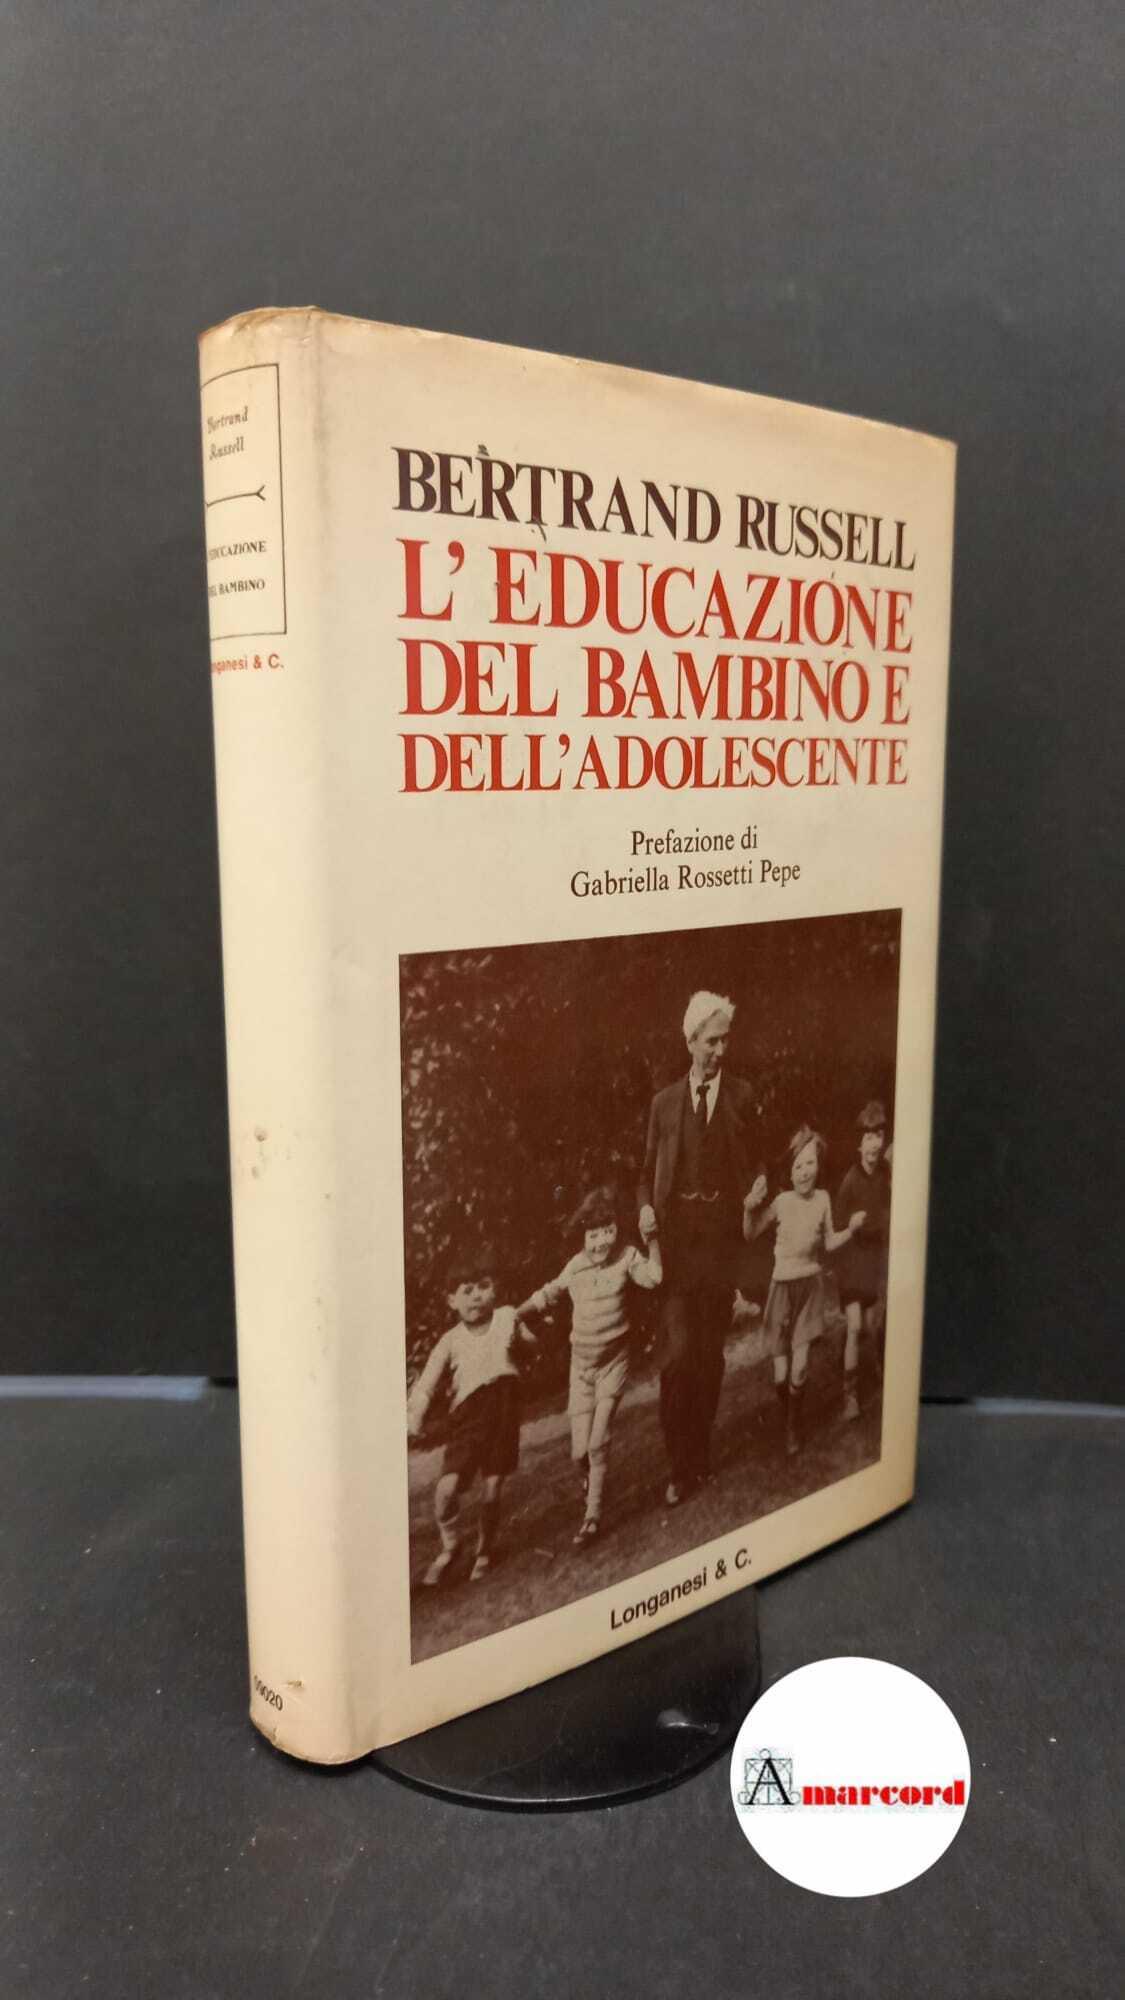 Bertrand
Russell
EDUCAZIONE
DEL BAMBINO
Longanesi & C.
BERTRAND RUSSELL
L'EDUCAZIONE
DEL BAMBINO E
DELL'ADOLESCENTE
Prefazione di
Gabriella Rossetti Pepe
Longanesi & C.
Amarcord